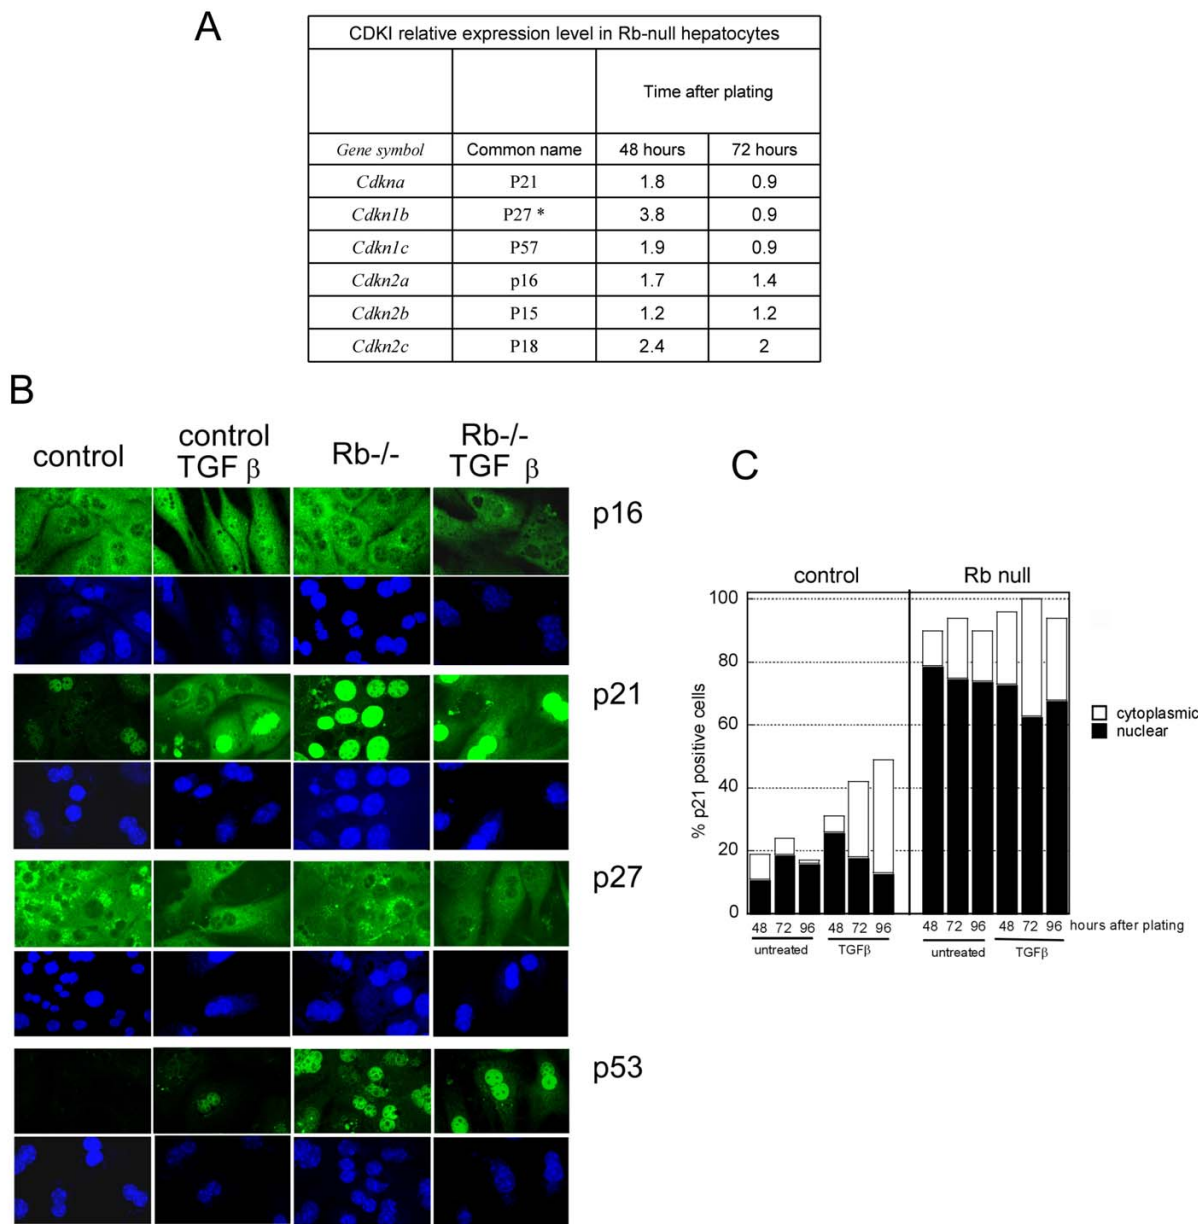 A
CDKI relative expression level in Rb-null hepatocytes
Time after plating
Gene symbol Common name 48 hours 72 hours
Cdkna P21 1.8 0.9
Cdkn1b P27 * 3.8 0.9
Cdkn1c P57 1.9 0.9
Cdkn2a p16 1.7 1.4
Cdkn2b P15 1.2 1.2
Cdkn2c P18 2.4 2
B
control control TGF β Rb-/- Rb-/- TGF β
p16
p21
p27
p53
C
control Rb null
100
80
60
40
20
0
% p21 positive cells
cytoplasmic
nuclear
48 72 96 48 72 96 48 72 96 48 72 96 hours after plating
untreated TGFβ untreated TGFβ